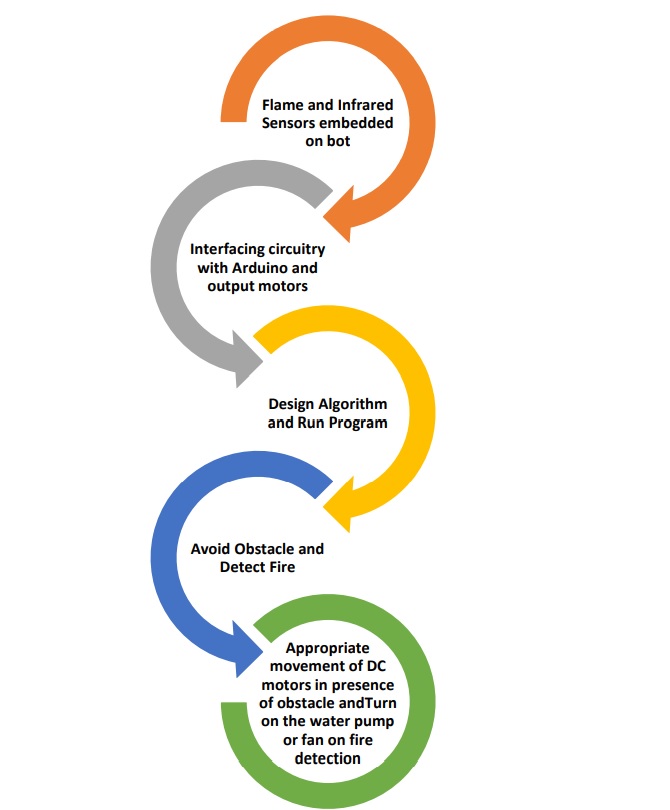 Flame and Infrared
Sensors embedded
on bot
Interfacing circuitry
with Arduino and
output motors
Design Algorithm
and Run Program
Avoid Obstacle and
Detect Fire
Appropriate
movement of DC
motors in presence
of obstacle andTurn
on the water pump
or fan on fire
detection